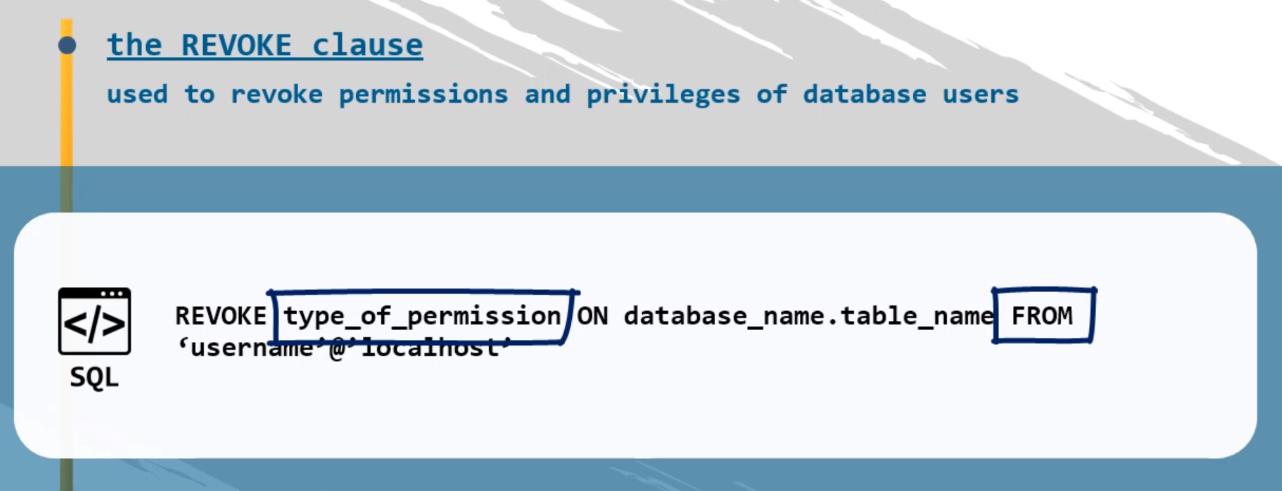 the REVOKE clause
used to revoke permissions and privileges of database users
</>
SQL
REVOKE type_of_permission ON database_name.table_name FROM
‘username’@’localhost’